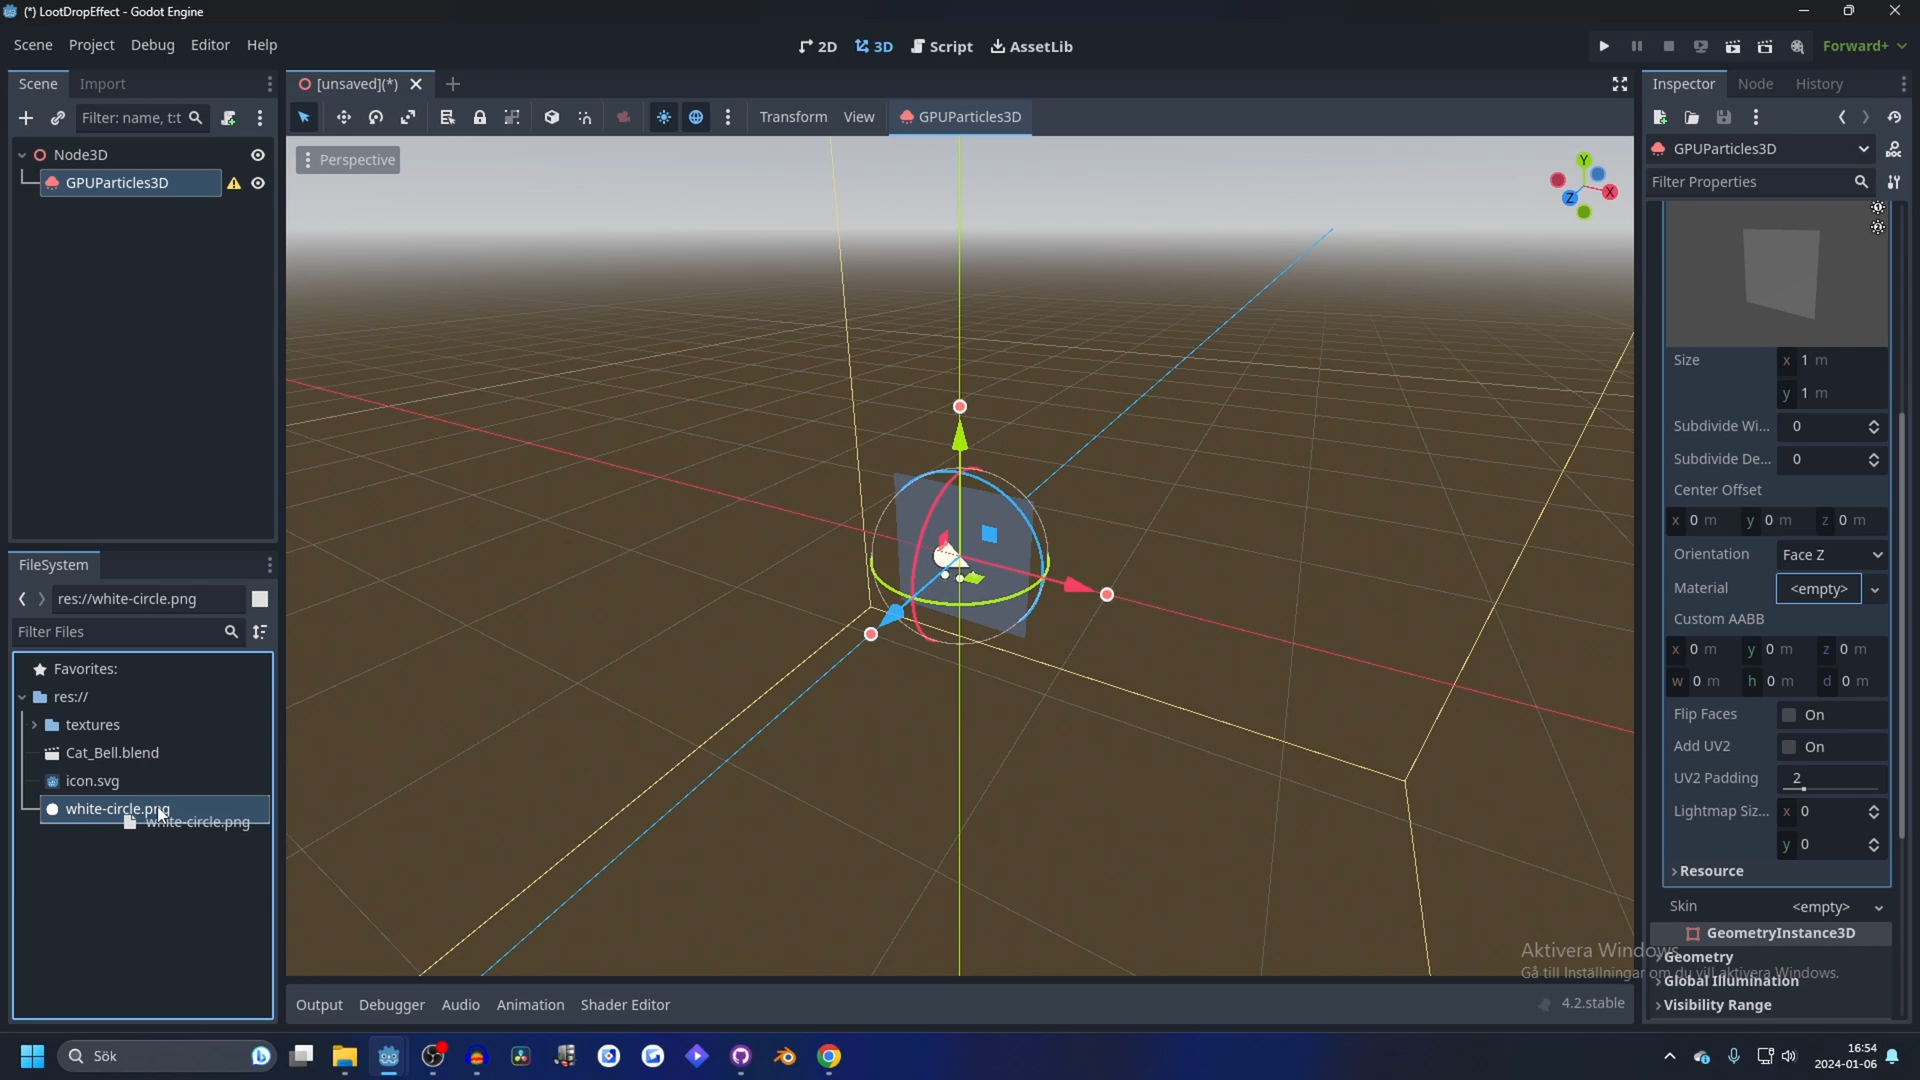 (*) LootDropEffect - Godot Engine
Scene Project Debug Editor Help
2D 3D Script AssetLib
Forward+
Scene Import
[unsaved](*)
Inspector Node History
Filter: name, t:t
Transform View GPUParticles3D
Node3D
GPUParticles3D
Perspective
Y
X
Z
GPUParticles3D
Filter Properties
Size x 1 m
y 1 m
Subdivide Wi... 0
Subdivide De... 0
Center Offset
x 0 m y 0 m z 0 m
Orientation Face Z
Material <empty>
Custom AABB
x 0 m y 0 m z 0 m
w 0 m h 0 m d 0 m
Flip Faces On
Add UV2 On
UV2 Padding 2
Lightmap Siz... x 0
y 0
Resource
Skin <empty>
GeometryInstance3D
Geometry
Global Illumination
Visibility Range
Aktivera Windows
Gå till Inställningar om du vill aktivera Windows.
FileSystem
res://white-circle.png
Filter Files
Favorites:
res://
textures
Cat_Bell.blend
icon.svg
white-circle.png
white-circle.png
Output Debugger Audio Animation Shader Editor
4.2.stable
Sök
16:54
2024-01-06